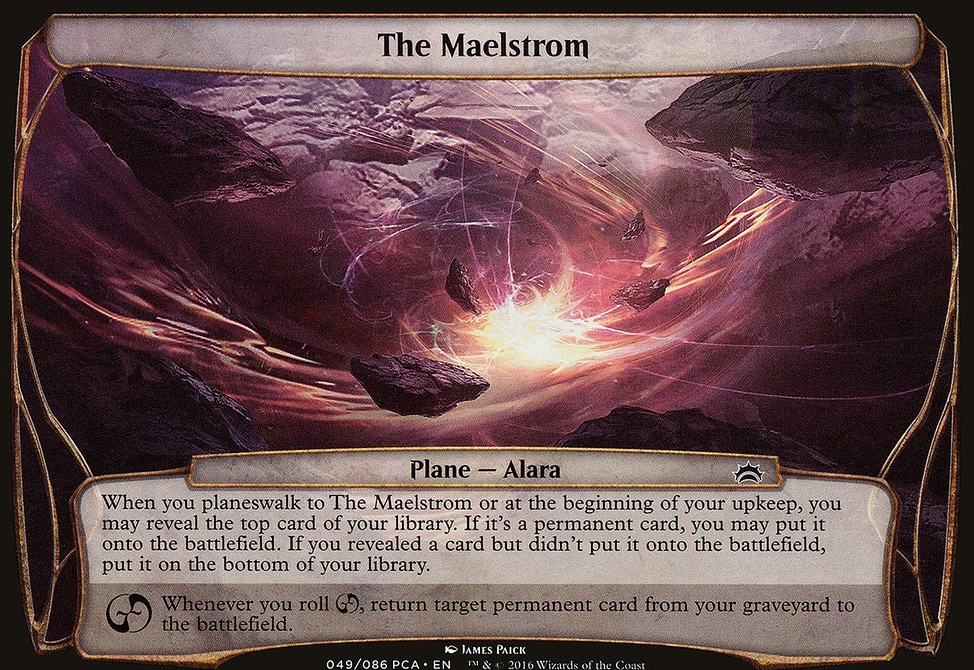 The Maelstrom
Plane — Alara
When you planeswalk to The Maelstrom or at the beginning of your upkeep, you
may reveal the top card of your library. If it's a permanent card, you may put it
onto the battlefield. If you revealed a card but didn't put it onto the battlefield,
put it on the bottom of your library.
Whenever you roll , return target permanent card from your graveyard to
the battlefield.
James Paick
049/086 PCA • EN ™ & © 2016 Wizards of the Coast